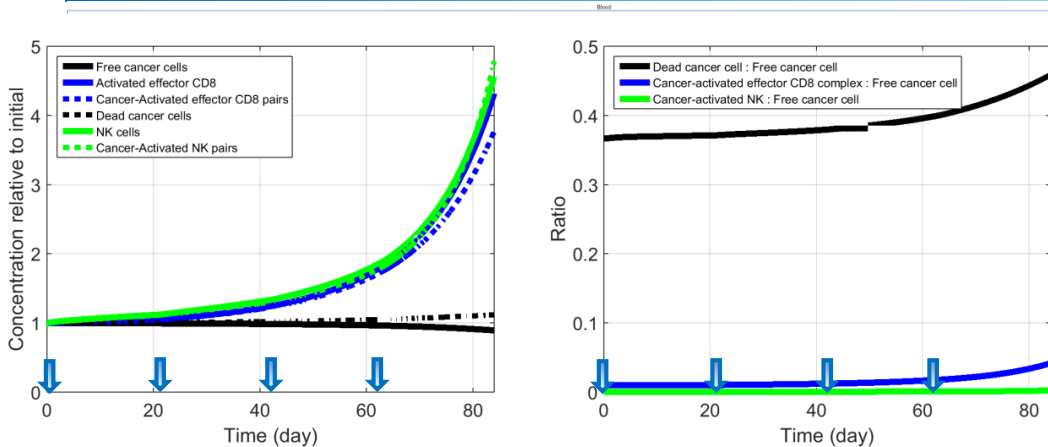 Blood
Concentration relative to initial
5
4
3
2
1
0
Free cancer cells
Activated effector CD8
Cancer-Activated effector CD8 pairs
Dead cancer cells
NK cells
Cancer-Activated NK pairs
0 20 40 60 80
Time (day)
Ratio
0.5
0.4
0.3
0.2
0.1
0
Dead cancer cell : Free cancer cell
Cancer-activated effector CD8 complex : Free cancer cell
Cancer-activated NK : Free cancer cell
0 20 40 60 80
Time (day)